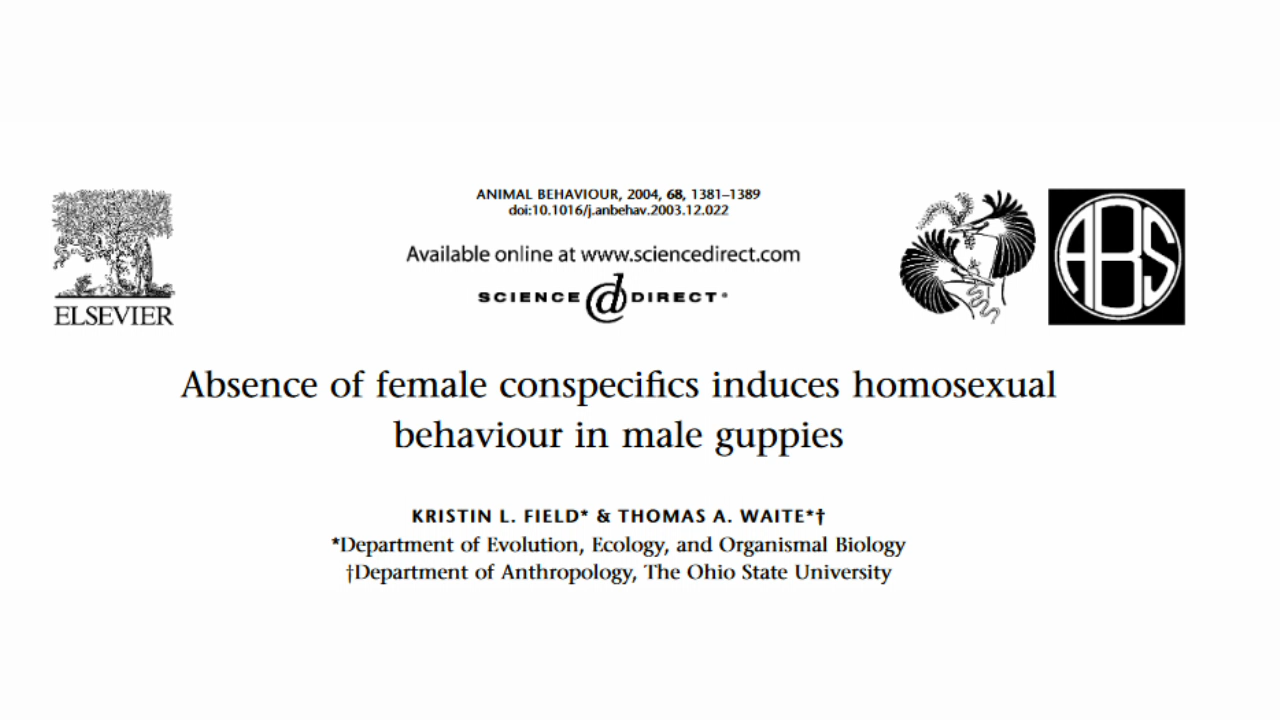 ANIMAL BEHAVIOUR, 2004, 68, 1381–1389
doi:10.1016/j.anbehav.2003.12.022
Available online at www.sciencedirect.com
SCIENCE @ DIRECT®
ELSEVIER
ABS
Absence of female conspecifics induces homosexual
behaviour in male guppies
KRISTIN L. FIELD* & THOMAS A. WAITE*†
*Department of Evolution, Ecology, and Organismal Biology
†Department of Anthropology, The Ohio State University